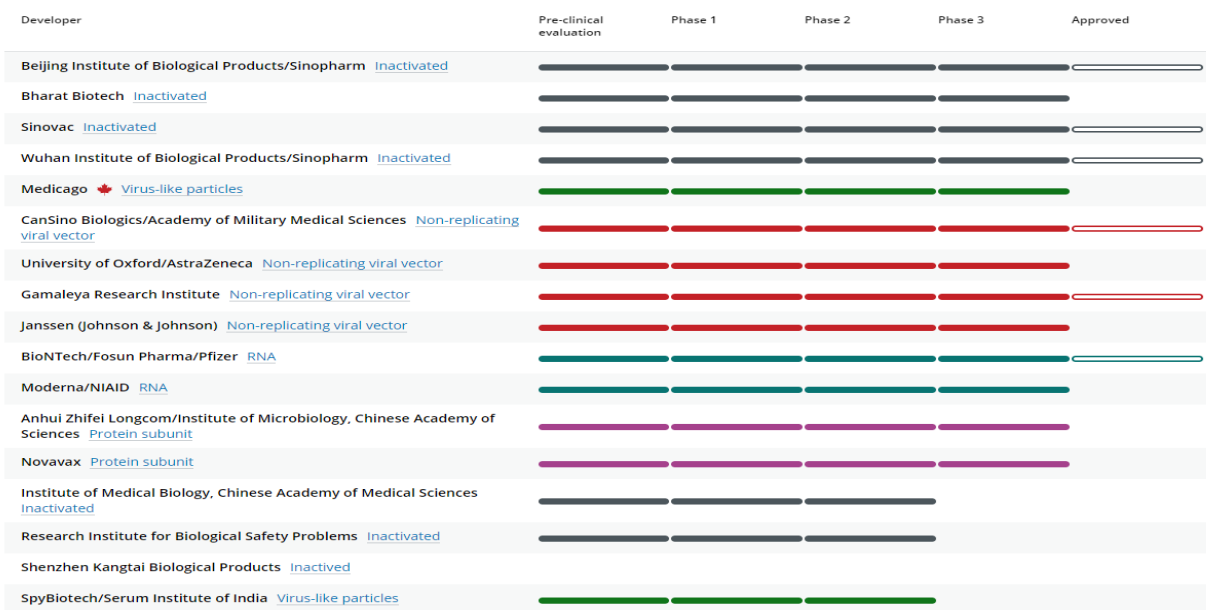 Developer Pre-clinical evaluation Phase 1 Phase 2 Phase 3 Approved
Beijing Institute of Biological Products/Sinopharm Inactivated
Bharat Biotech Inactivated
Sinovac Inactivated
Wuhan Institute of Biological Products/Sinopharm Inactivated
Medicago Virus-like particles
CanSino Biologics/Academy of Military Medical Sciences Non-replicating
viral vector
University of Oxford/AstraZeneca Non-replicating viral vector
Gamaleya Research Institute Non-replicating viral vector
Janssen (Johnson & Johnson) Non-replicating viral vector
BioNTech/Fosun Pharma/Pfizer RNA
Moderna/NIAID RNA
Anhui Zhifei Longcom/Institute of Microbiology, Chinese Academy of
Sciences Protein subunit
Novavax Protein subunit
Institute of Medical Biology, Chinese Academy of Medical Sciences
Inactivated
Research Institute for Biological Safety Problems Inactivated
Shenzhen Kangtai Biological Products Inactived
SpyBiotech/Serum Institute of India Virus-like particles